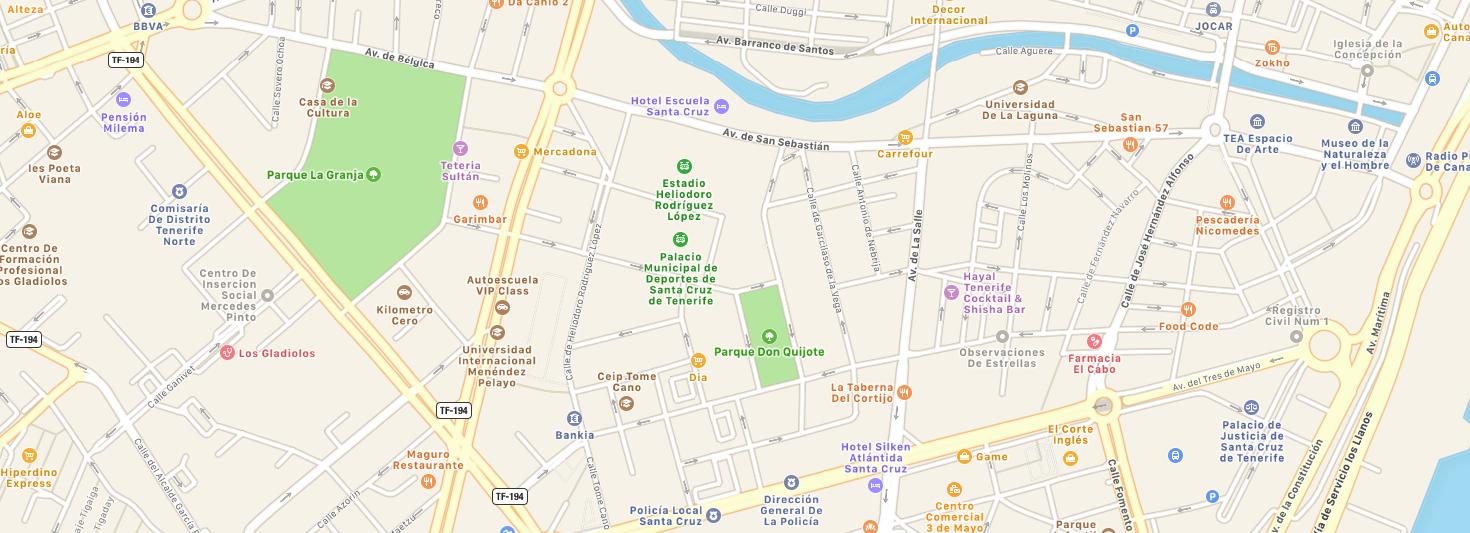 Alteza
BBVA
TF-194
Da Canio 2
Calle Duggi
Decor
Internacional
JOCAR
Av. Barranco de Santos
Calle Aguere
Zokho
Iglesia de la
Concepción
Av. de Bélgica
Calle Severo Ochoa
Casa de la
Cultura
Pensión
Milema
Aloe
Ies Poeta
Viana
Hotel Escuela
Santa Cruz
Av. de San Sebastián
Carrefour
Universidad
De La Laguna
San
Sebastian 57
TEA Espacio
De Arte
Museo de la
Naturaleza
y el Hombre
Mercadona
Teteria
Sultán
Parque La Granja
Garimbar
Comisaría
De Distrito
Tenerife
Norte
Estadio
Heliodoro
Rodríguez
López
Palacio
Municipal de
Deportes de
Santa Cruz
de Tenerife
Calle de Heliodoro Rodríguez López
Calle de Garcilaso de la Vega
Calle Antonio de Nebrija
Av. de La Salle
Calle Los Molinos
Calle de Fernández Navarro
Calle de José Hernández Alfonso
Pescadería
Nicomedes
Centro De
Formación
Profesional
Los Gladiolos
Centro De
Insercion
Social
Mercedes
Pinto
Kilometro
Cero
Autoescuela
VIP Class
Hayal
Tenerife
Cocktail &
Shisha Bar
Food Code
Registro
Civil Num 1
Av. Marítima
TF-194
Los Gladiolos
Universidad
Internacional
Menéndez
Pelayo
Parque Don Quijote
Observaciones
De Estrellas
Farmacia
El Cabo
Calle Ganivet
Ceip Tome
Cano
Dia
La Taberna
Del Cortijo
Av. del Tres de Mayo
TF-194
Bankia
El Corte
Inglés
Palacio de
Justicia de
Santa Cruz
de Tenerife
Hotel Silken
Atlántida
Santa Cruz
Game
Hiperdino
Express
Maguro
Restaurante
TF-194
Calle del Alcalde García
Calle Azorín
Calle Tome Cano
Policía Local
Santa Cruz
Dirección
General De
La Policía
Centro
Comercial
3 de Mayo
Calle Fomento
Parque
Av. de la Constitución
Vía de Servicio los Llanos